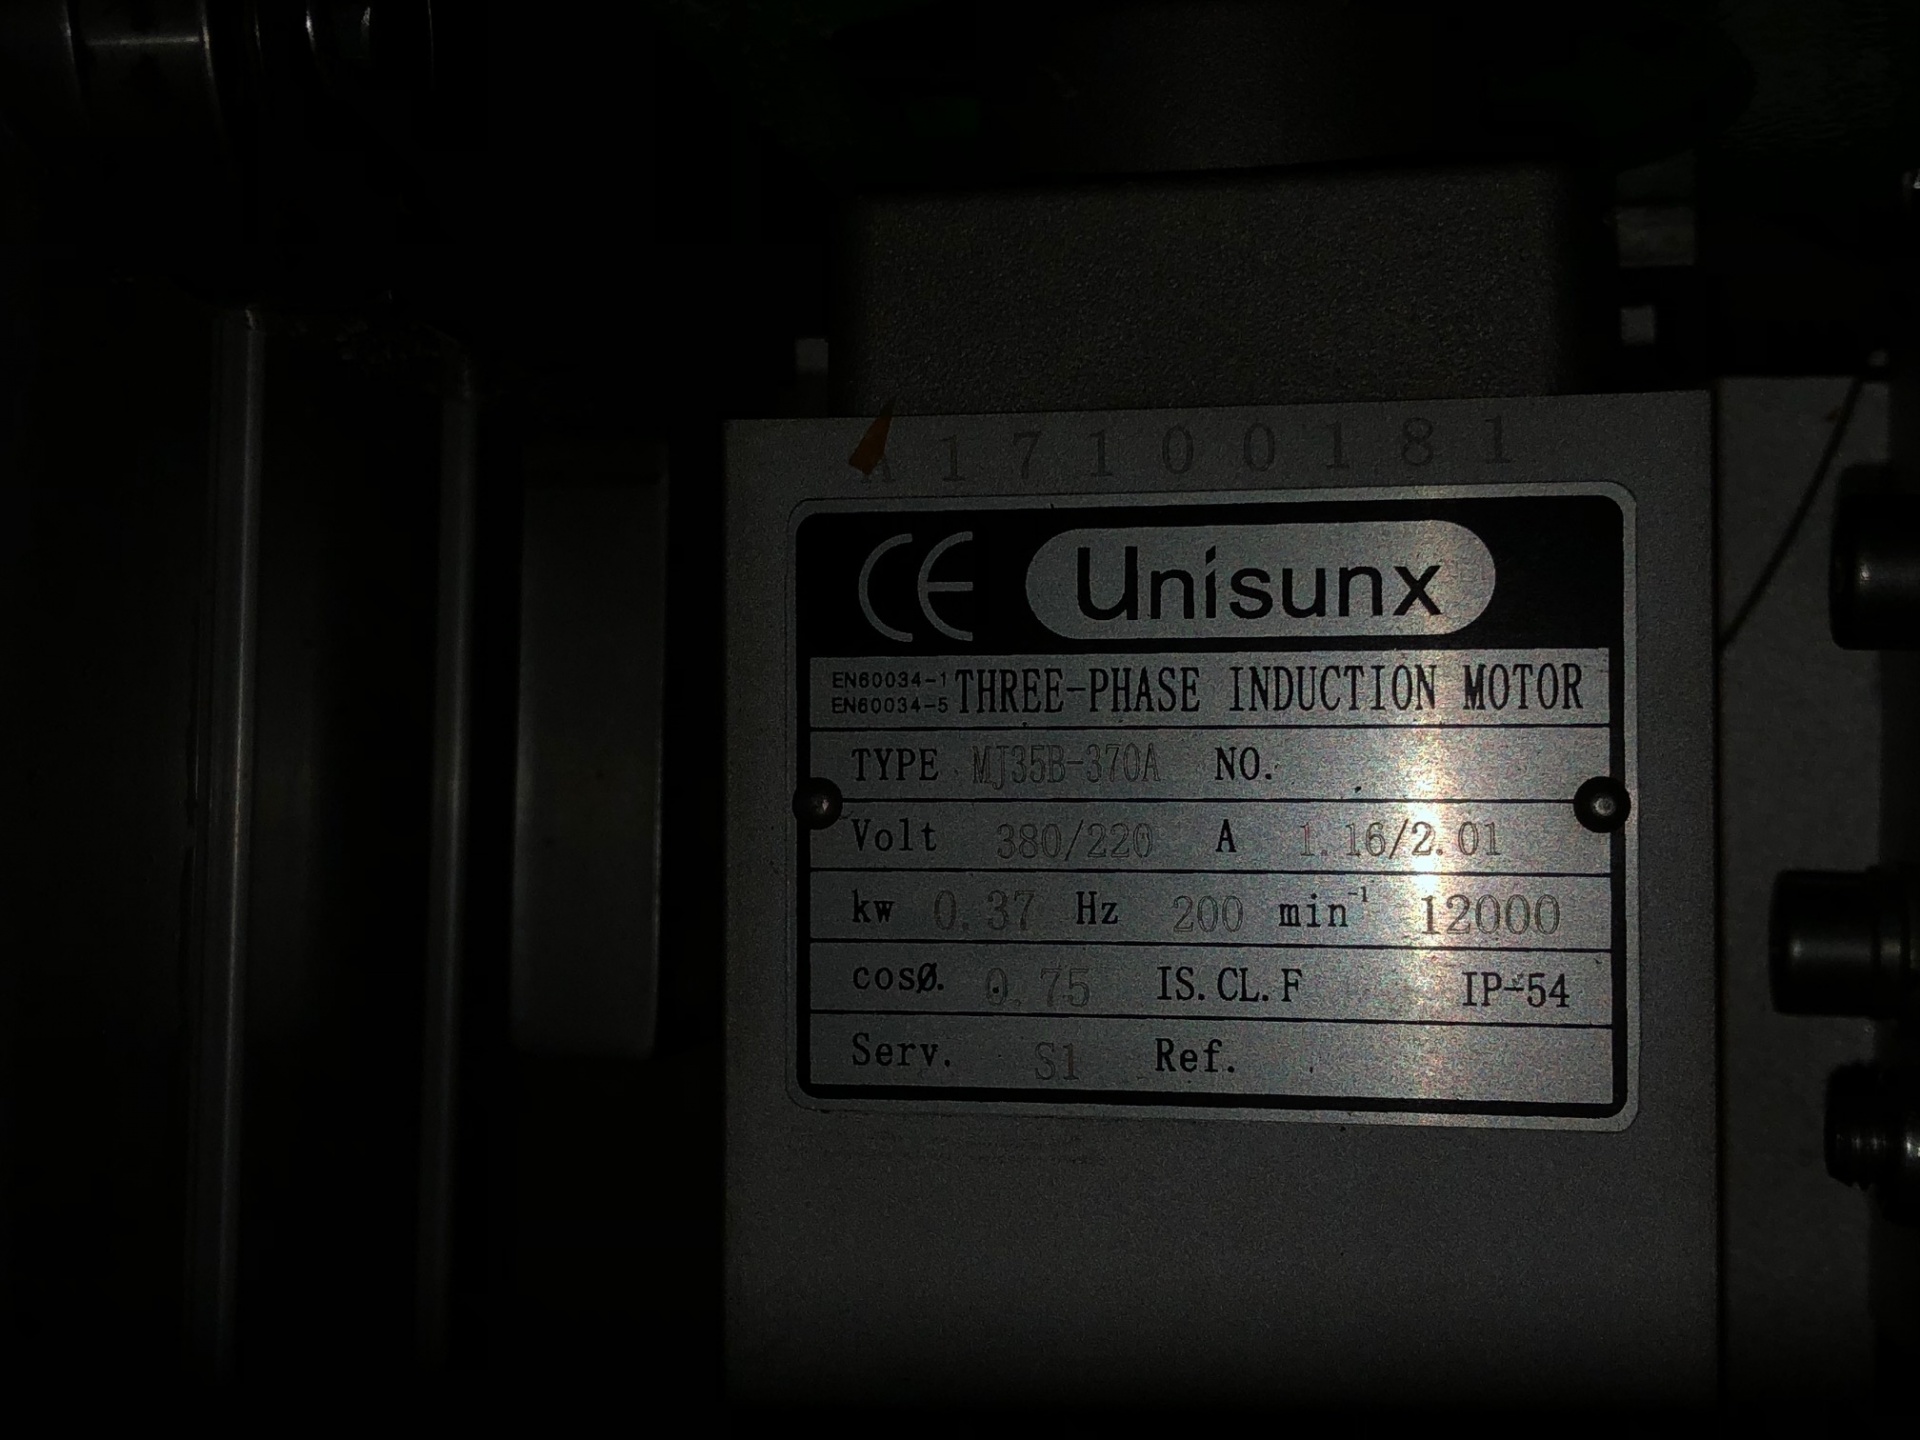 A17100181
CE Unisunx
EN60034-1
EN60034-5
THREE-PHASE INDUCTION MOTOR
TYPE MJ35B-370A NO.
Volt 380/220 A 1.16/2.01
kw 0.37 Hz 200 min⁻¹ 12000
cosØ. 0.75 IS.CL.F IP-54
Serv. S1 Ref.